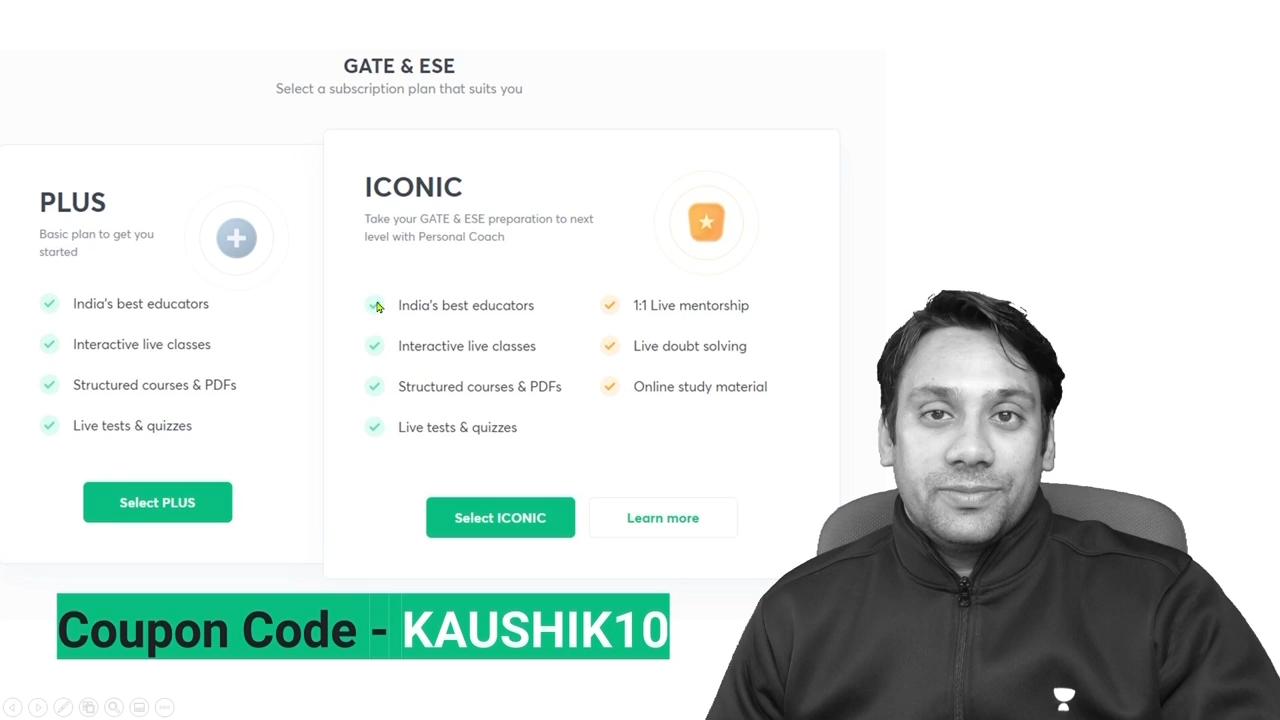 GATE & ESE
Select a subscription plan that suits you
PLUS
Basic plan to get you
started
India's best educators
Interactive live classes
Structured courses & PDFs
Live tests & quizzes
Select PLUS
ICONIC
Take your GATE & ESE preparation to next
level with Personal Coach
India's best educators
Interactive live classes
Structured courses & PDFs
Live tests & quizzes
1:1 Live mentorship
Live doubt solving
Online study material
Select ICONIC
Learn more
Coupon Code - KAUSHIK10